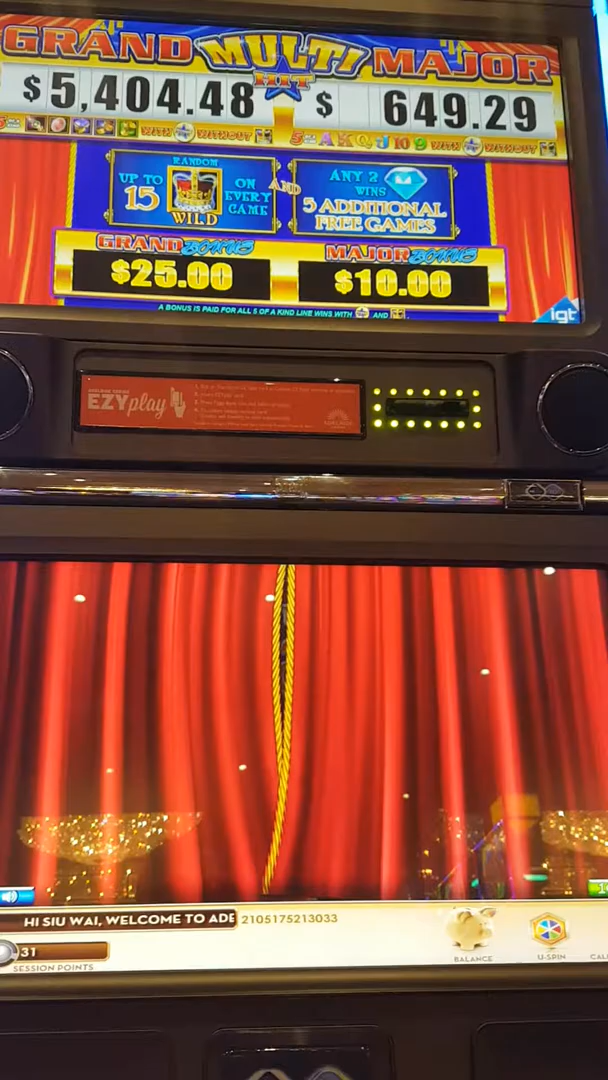 GRAND MULTI MAJOR
HIT
$5,404.48 $ 649.29
WITH WITHOUT A K Q J 10 9 WITH WITHOUT
RANDOM
UP TO 15 WILD ON EVERY GAME
AND
ANY 2 WINS
5 ADDITIONAL FREE GAMES
GRAND BONUS MAJOR BONUS
$25.00 $10.00
A BONUS IS PAID FOR ALL 5 OF A KIND LINE WINS WITH AND
igt
EZYplay
HI SIU WAI, WELCOME TO ADE 2105175213033
31
SESSION POINTS
BALANCE U-SPIN